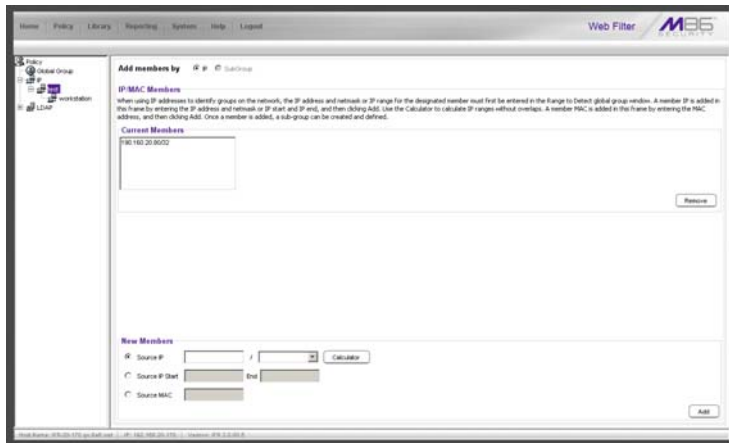 Home Policy Library Reporting System Help Logout
Web Filter
M86
SECURITY
Policy
Global Group
IP
test
workstation
LDAP
Add members by IP SubGroup
IP/MAC Members
When using IP addresses to identify groups on the network, the IP address and netmask or IP range for the designated member must first be entered in the Range to Detect global group window. A member IP is added in
this frame by entering the IP address and netmask or IP start and IP end, and then clicking Add. Use the Calculator to calculate IP ranges without overlaps. A member MAC is added in this frame by entering the MAC
address, and then clicking Add. Once a member is added, a sub-group can be created and defined.
Current Members
Remove
New Members
Source IP / Calculator
Source IP Start End
Source MAC
Add